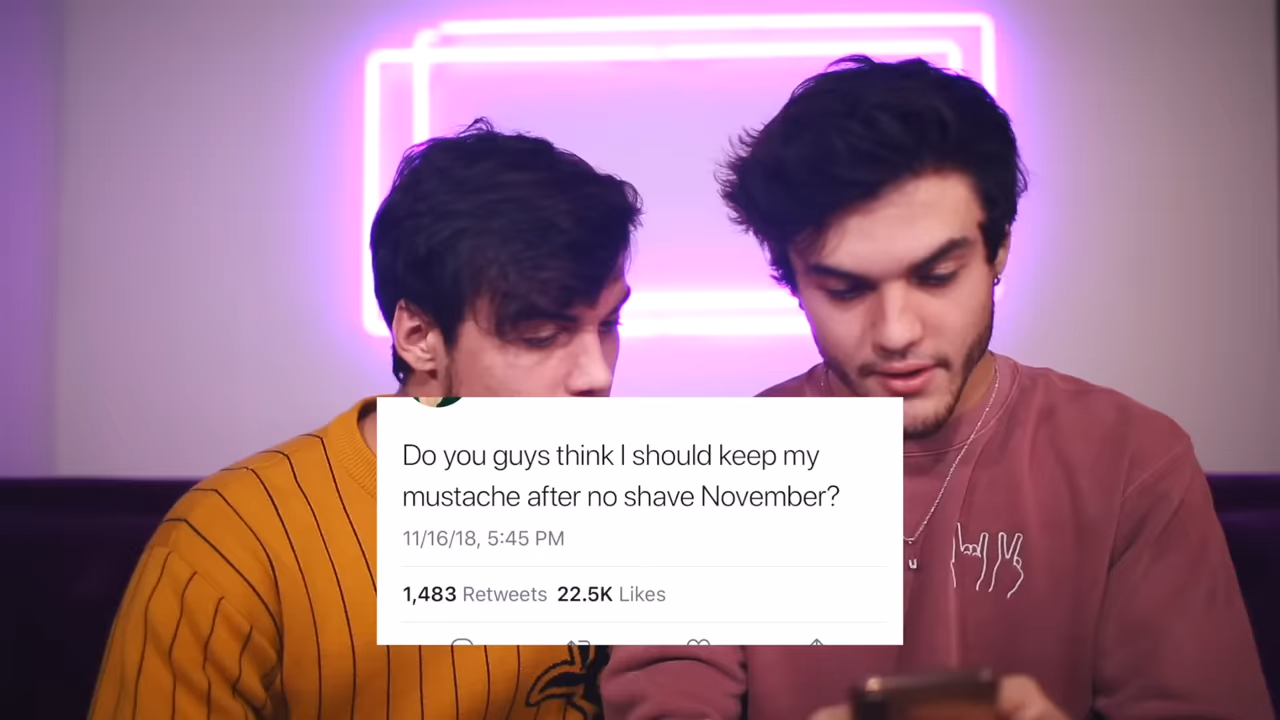 Do you guys think I should keep my
mustache after no shave November?
11/16/18, 5:45 PM
1,483 Retweets 22.5K Likes
u